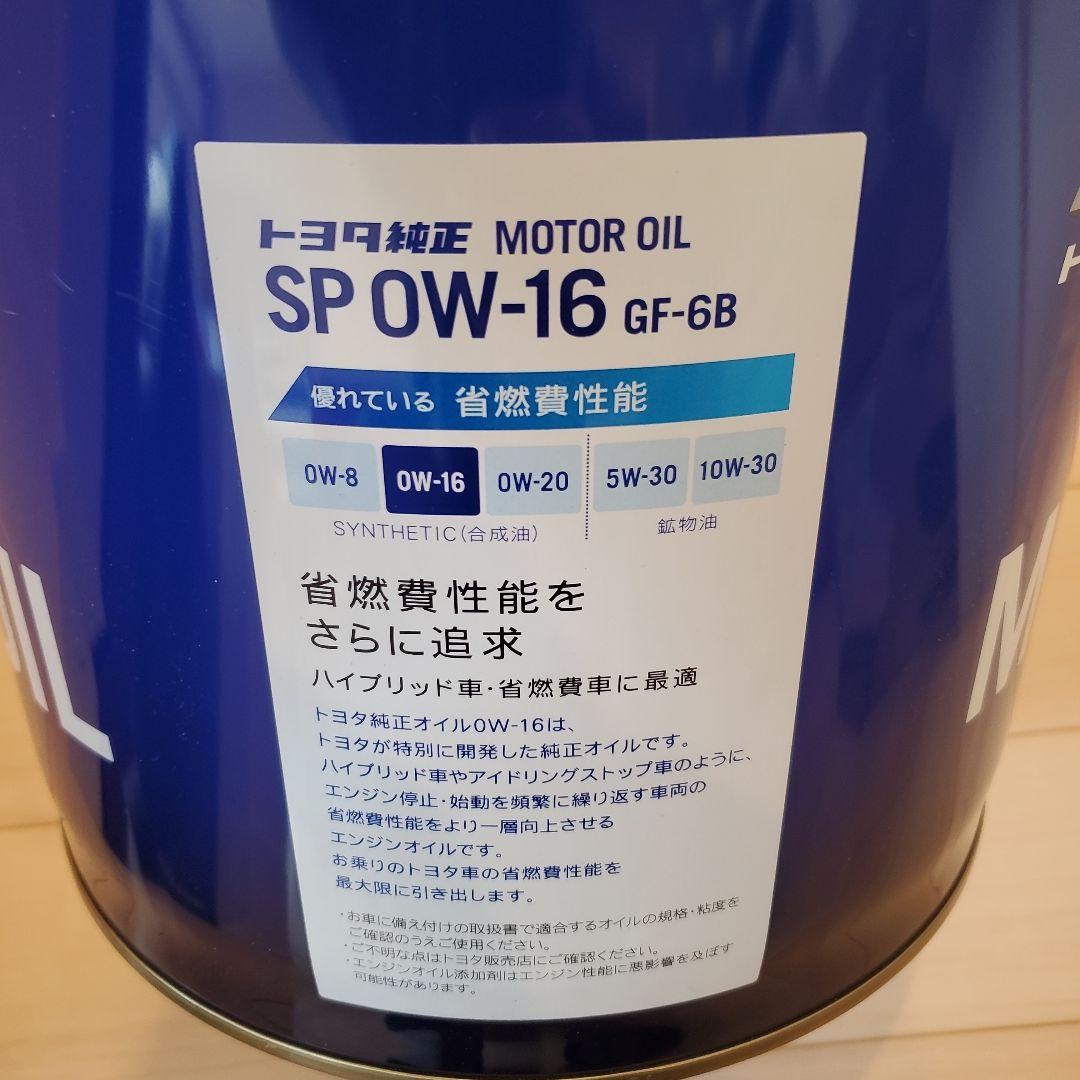 トヨタ純正 MOTOR OIL
SP 0W-16 GF-6B
優れている 省燃費性能
0W-8 0W-16 0W-20 5W-30 10W-30
SYNTHETIC(合成油) 鉱物油
省燃費性能を
さらに追求
ハイブリッド車・省燃費車に最適
トヨタ純正オイル0W-16は、
トヨタが特別に開発した純正オイルです。
ハイブリッド車やアイドリングストップ車のように、
エンジン停止・始動を頻繁に繰り返す車両の
省燃費性能をより一層向上させる
エンジンオイルです。
お乗りのトヨタ車の省燃費性能を
最大限に引き出します。
・お車に備え付けの取扱書で適合するオイルの規格・粘度を
ご確認のうえご使用ください。
・ご不明な点はトヨタ販売店にご確認ください。
・エンジンオイル添加剤はエンジン性能に悪影響を及ぼす
可能性があります。
OIL
M
ト